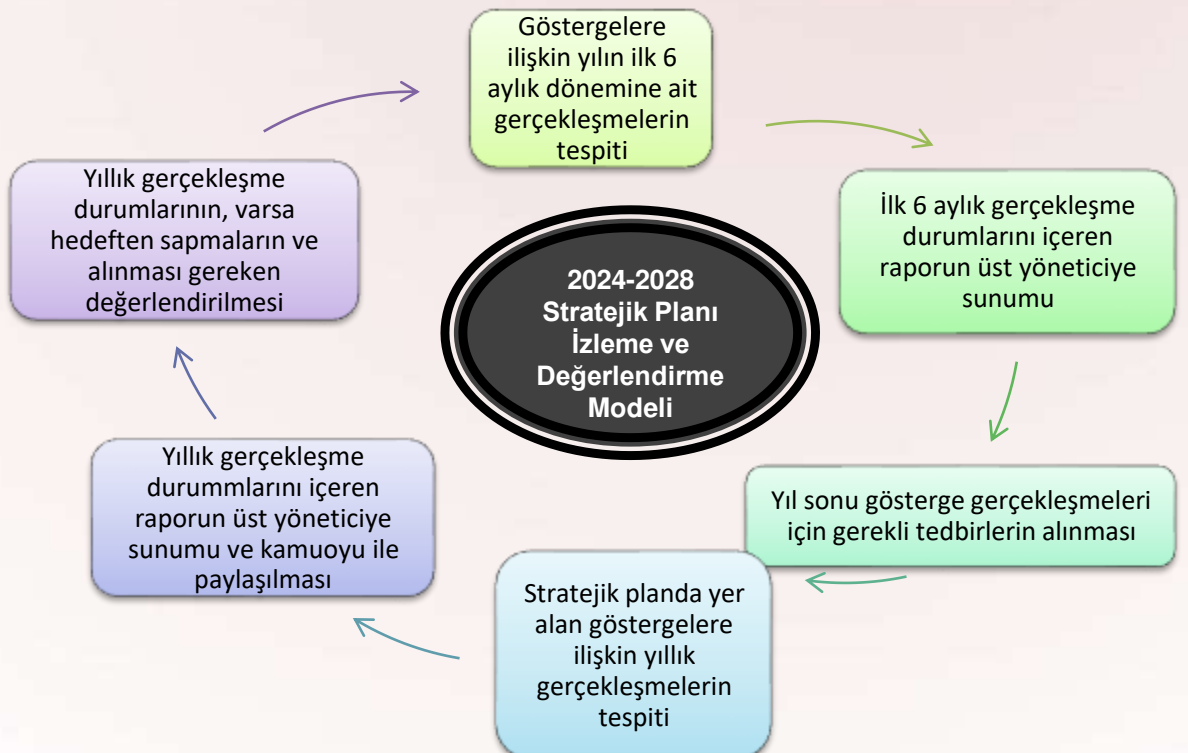 Göstergelere
ilişkin yılın ilk 6
aylık dönemine ait
gerçekleşmelerin
tespiti
İlk 6 aylık gerçekleşme
durumlarını içeren
raporun üst yöneticiye
sunumu
Yıl sonu gösterge gerçekleşmeleri
için gerekli tedbirlerin alınması
Stratejik planda yer
alan göstergelere
ilişkin yıllık
gerçekleşmelerin
tespiti
Yıllık gerçekleşme
durummlarını içeren
raporun üst yöneticiye
sunumu ve kamuoyu ile
paylaşılması
Yıllık gerçekleşme
durumlarının, varsa
hedeften sapmaların ve
alınması gereken
değerlendirilmesi
2024-2028
Stratejik Planı
İzleme ve
Değerlendirme
Modeli